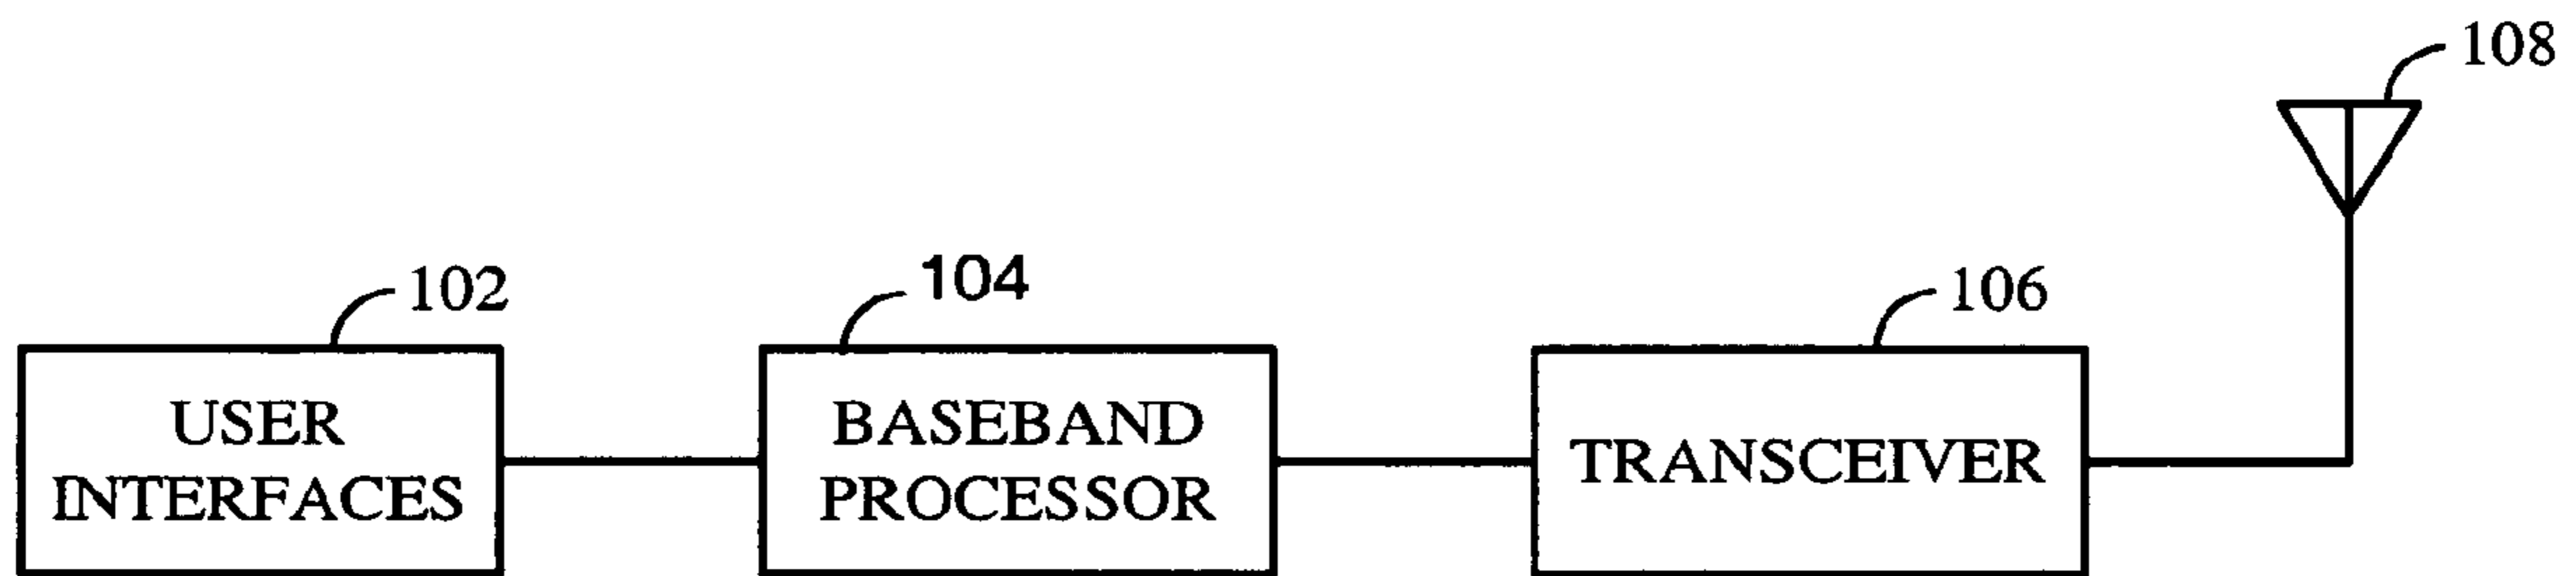 108
102
104
106
USER
INTERFACES
BASEBAND
PROCESSOR
TRANSCEIVER